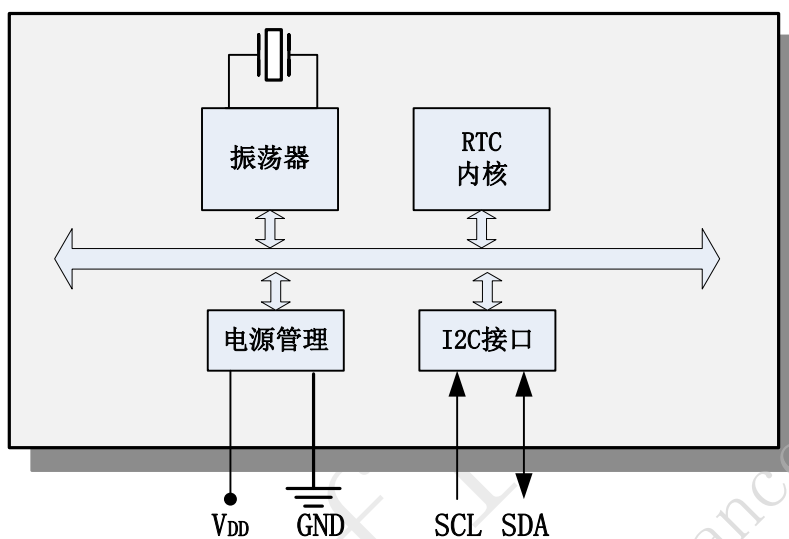 振荡器
RTC
内核
电源管理
I2C接口
VDD
GND
SCL
SDA